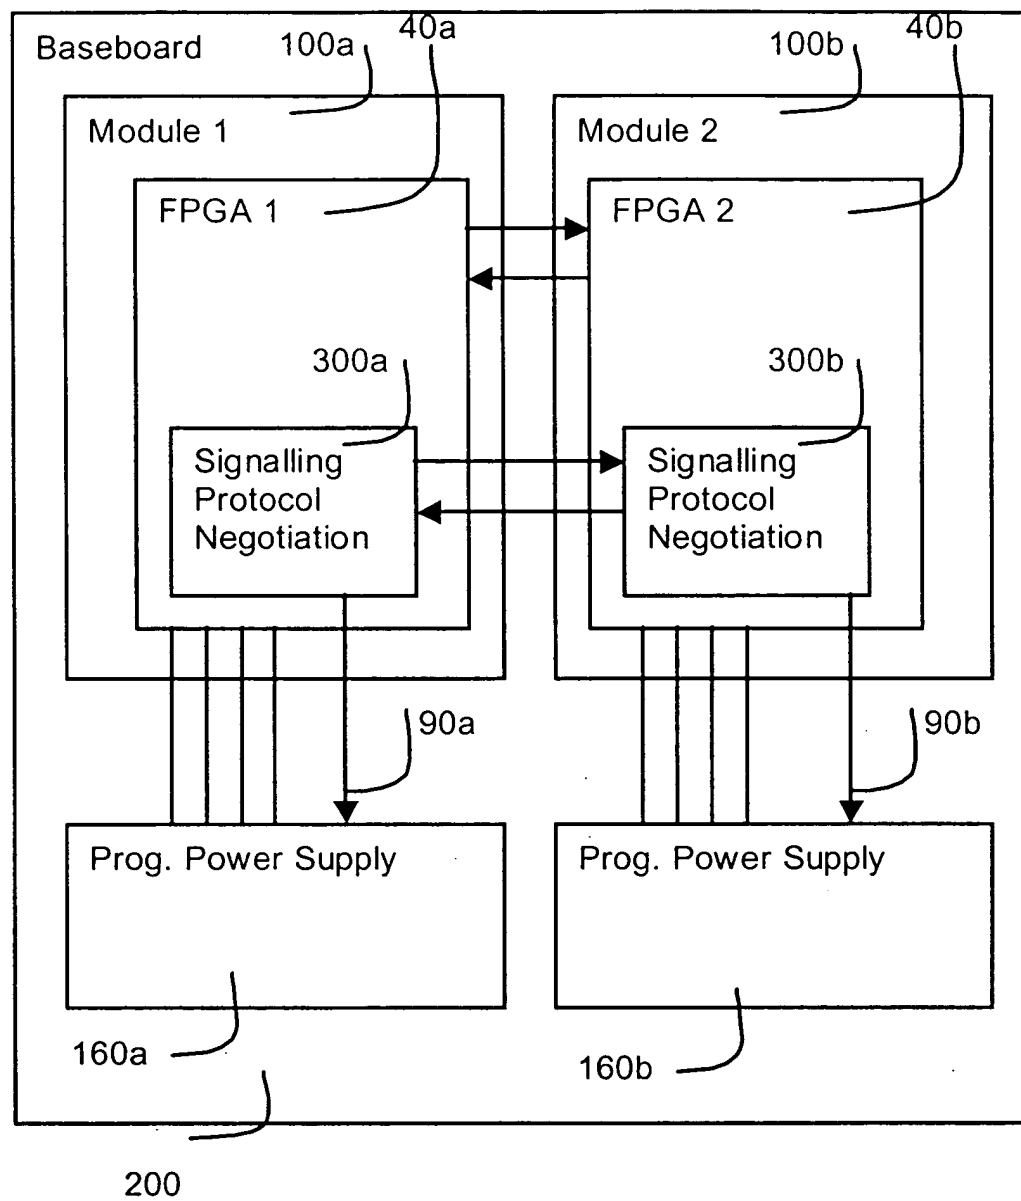 Baseboard
100a
40a
100b
40b
Module 1
Module 2
FPGA 1
FPGA 2
300a
300b
Signalling
Protocol
Negotiation
Signalling
Protocol
Negotiation
90a
90b
Prog. Power Supply
Prog. Power Supply
160a
160b
200